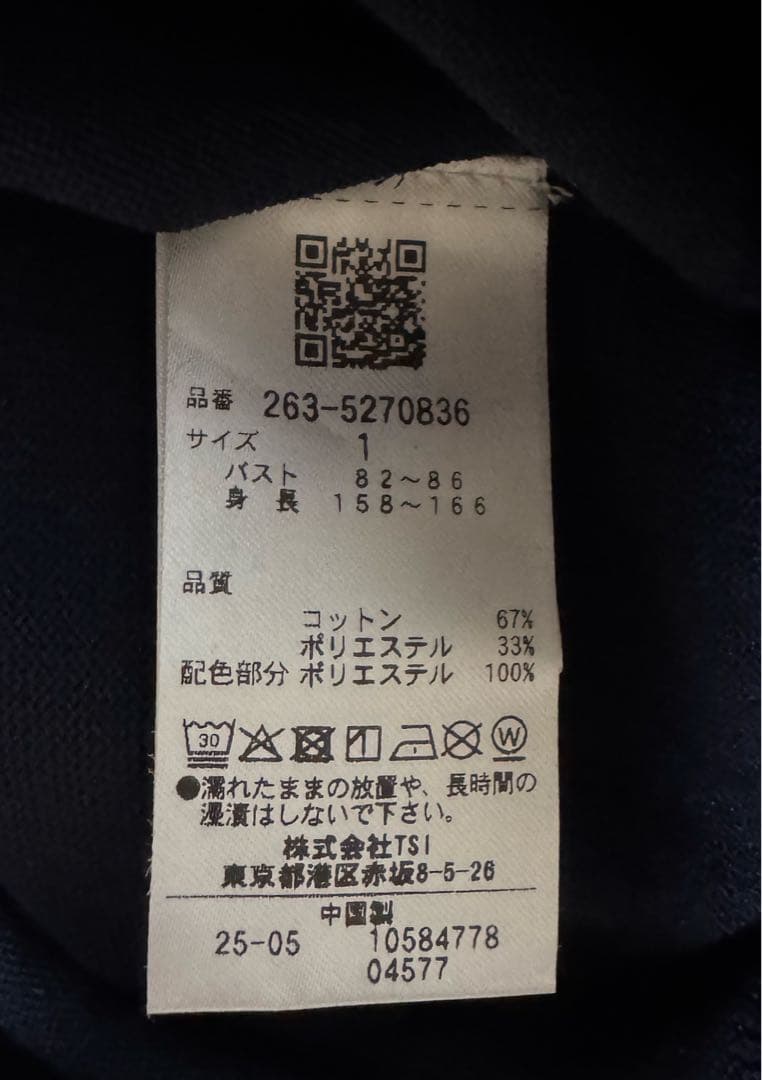 品番 263-5270836
サイズ 1
バスト 82～86
身長 158～166
品質
コットン 67%
ポリエステル 33%
配色部分 ポリエステル 100%
30 W
●濡れたままの放置や、長時間の
浸漬はしないで下さい。
株式会社TSI
東京都港区赤坂8-5-26
中国製
25-05 10584778
04577